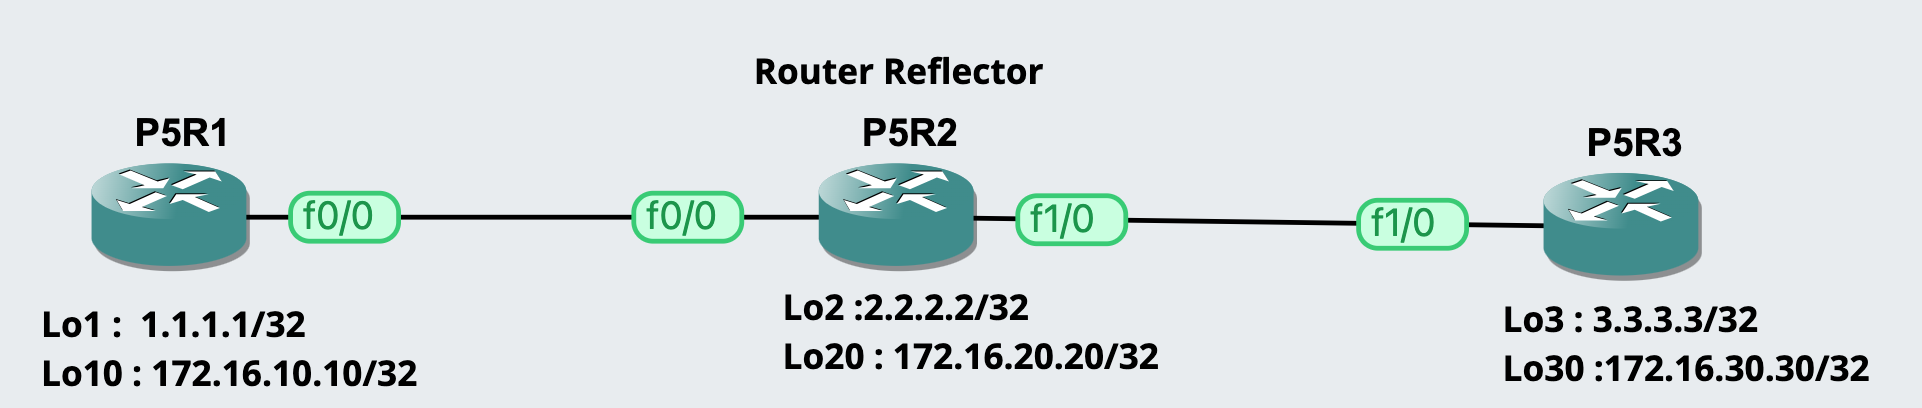 Router Reflector
P5R1
P5R2
P5R3
f0/0
f0/0
f1/0
f1/0
Lo1 :  1.1.1.1/32
Lo10 : 172.16.10.10/32
Lo2 :2.2.2.2/32
Lo20 : 172.16.20.20/32
Lo3 : 3.3.3.3/32
Lo30 :172.16.30.30/32